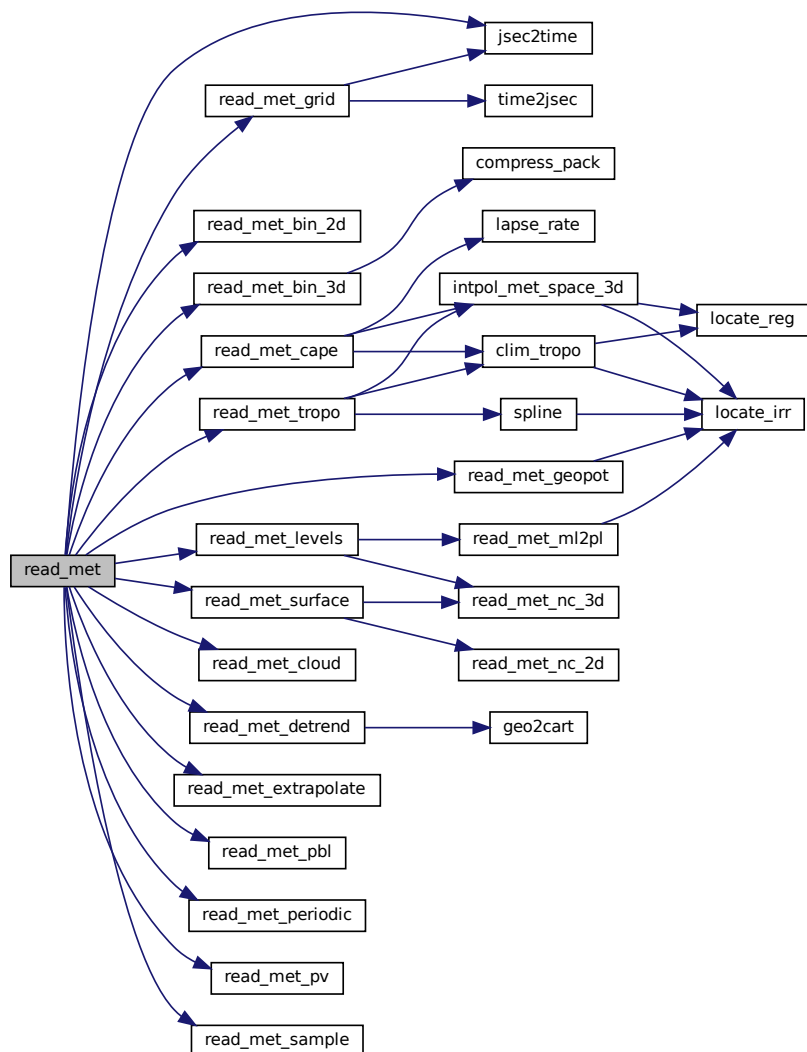 jsec2time
read_met_grid
time2jsec
compress_pack
read_met_bin_2d
lapse_rate
read_met_bin_3d
intpol_met_space_3d
locate_reg
read_met_cape
clim_tropo
read_met_tropo
spline
locate_irr
read_met_geopot
read_met_levels
read_met_ml2pl
read_met
read_met_surface
read_met_nc_3d
read_met_cloud
read_met_nc_2d
read_met_detrend
geo2cart
read_met_extrapolate
read_met_pbl
read_met_periodic
read_met_pv
read_met_sample